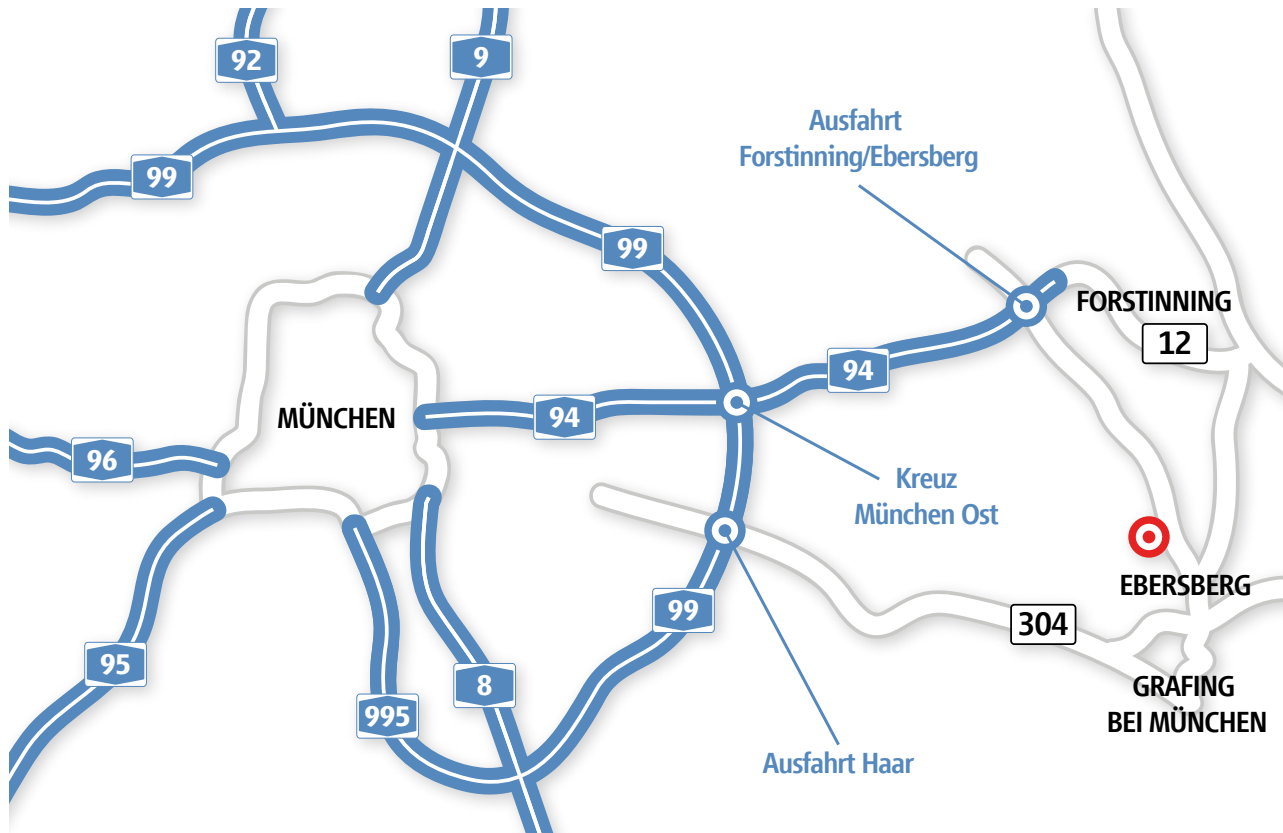 92
9
99
Ausfahrt
Forstinning/Ebersberg
99
FORSTINNING
12
94
MÜNCHEN
94
96
Kreuz
München Ost
EBERSBERG
99
304
95
8
995
GRAFING
BEI MÜNCHEN
Ausfahrt Haar